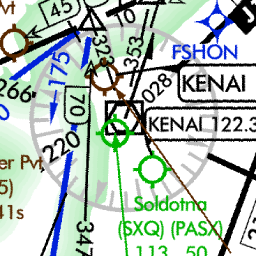 45
323
353
FSHON
175
028
KENAI
266
70
KENAI 122.3
220
er Pvt
5)
41s
Soldotna
(SXQ) (PASX)
347
113 50